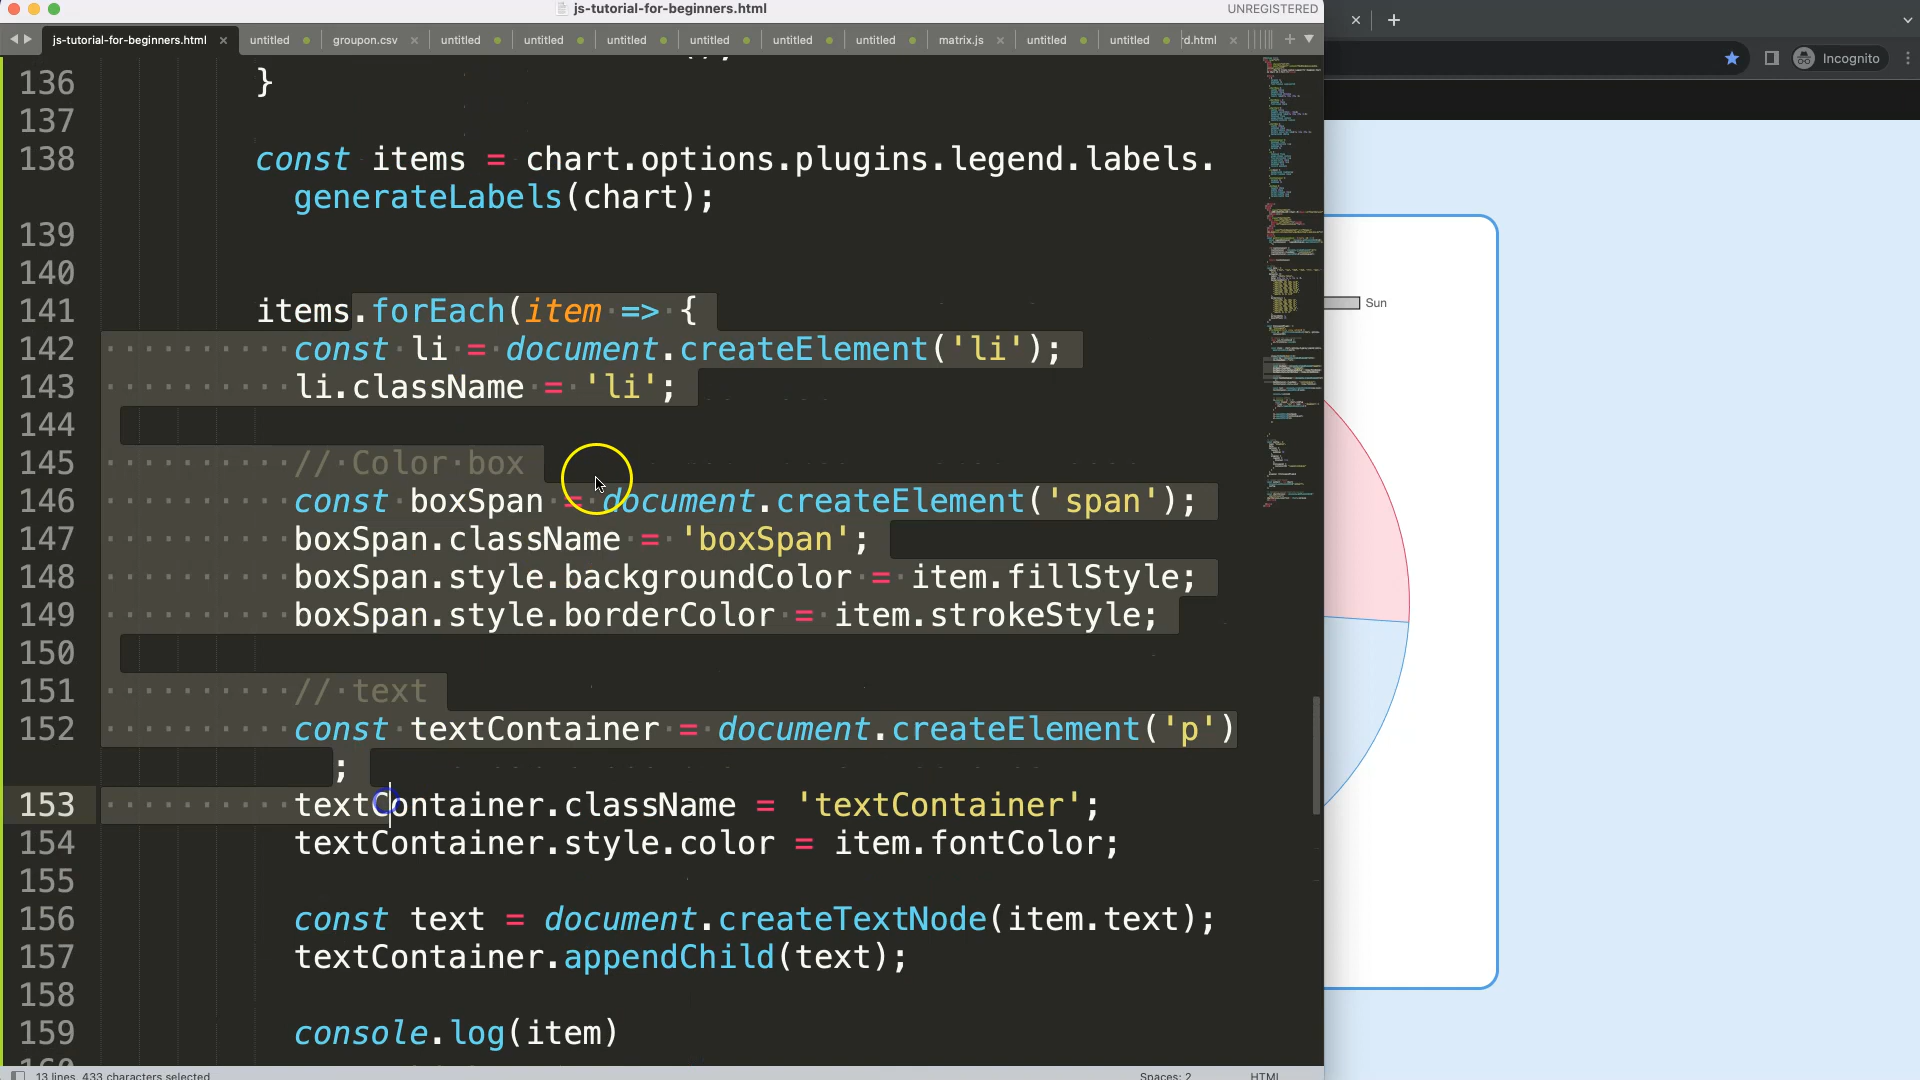 js-tutorial-for-beginners.html
UNREGISTERED
js-tutorial-for-beginners.html untitled groupon.csv untitled untitled untitled untitled untitled untitled matrix.js untitled untitled d.html
Incognito
136 }
137
138 const items = chart.options.plugins.legend.labels.
generateLabels(chart);
139
140
141 items.forEach(item => {
142 const li = document.createElement('li');
143 li.className = 'li';
144
145 // Color box
146 const boxSpan = document.createElement('span');
147 boxSpan.className = 'boxSpan';
148 boxSpan.style.backgroundColor = item.fillStyle;
149 boxSpan.style.borderColor = item.strokeStyle;
150
151 // text
152 const textContainer = document.createElement('p')
;
153 textContainer.className = 'textContainer';
154 textContainer.style.color = item.fontColor;
155
156 const text = document.createTextNode(item.text);
157 textContainer.appendChild(text);
158
159 console.log(item)
Sun
13 lines, 433 characters selected
Spaces: 2
HTML